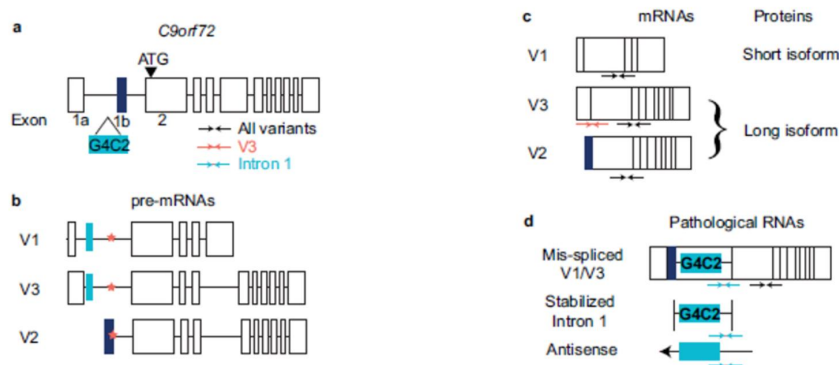 a
C9orf72
ATG
Exon 1a 1b 2
G4C2
All variants
V3
Intron 1
b
pre-mRNAs
V1
V3
V2
c
mRNAs Proteins
V1 Short isoform
V3
Long isoform
V2
d
Pathological RNAs
Mis-spliced
V1/V3
G4C2
Stabilized
Intron 1
G4C2
Antisense